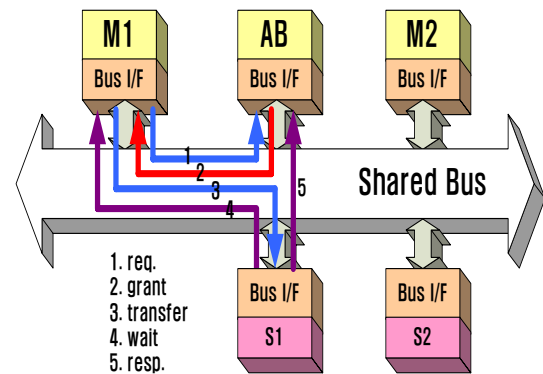 M1
AB
M2
Bus I/F
Bus I/F
Bus I/F
1
2
3
4
5
Shared Bus
1. req.
2. grant
3. transfer
4. wait
5. resp.
Bus I/F
Bus I/F
S1
S2